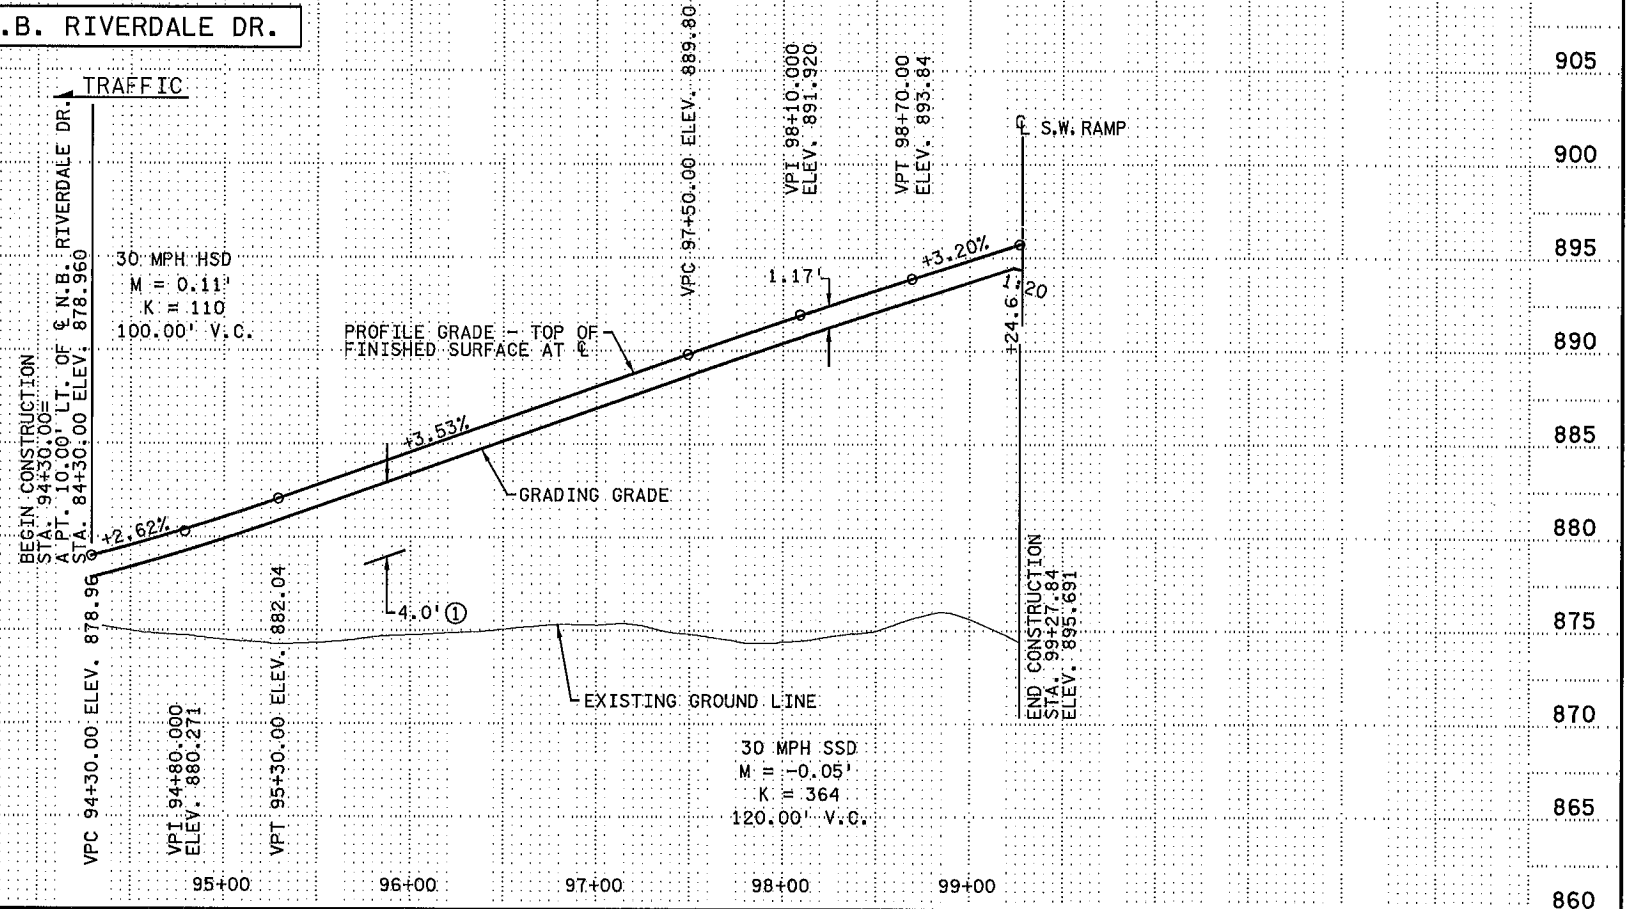 .B. RIVERDALE DR.
TRAFFIC
BEGIN CONSTRUCTION
STA. 94+30.00=
A PT. 10.00' LT. OF ℄ N.B. RIVERDALE DR.
STA. 84+30.00 ELEV. 878.960
30 MPH HSD
M = 0.11'
K = 110
100.00' V.C.
PROFILE GRADE - TOP OF
FINISHED SURFACE AT ℄
VPC 97+50.00 ELEV. 889.80
VPI 98+10.000
ELEV. 891.920
VPT 98+70.00
ELEV. 893.84
℄ S.W. RAMP
+3.20%
1.17'
1:20
+24.6
+3.53%
GRADING GRADE
+2.62%
4.0' ①
EXISTING GROUND LINE
VPC 94+30.00 ELEV. 878.96
VPI 94+80.000
ELEV. 880.271
VPT 95+30.00 ELEV. 882.04
END CONSTRUCTION
STA. 99+27.84
ELEV. 895.691
30 MPH SSD
M = -0.05'
K = 364
120.00' V.C.
95+00 96+00 97+00 98+00 99+00
905
900
895
890
885
880
875
870
865
860